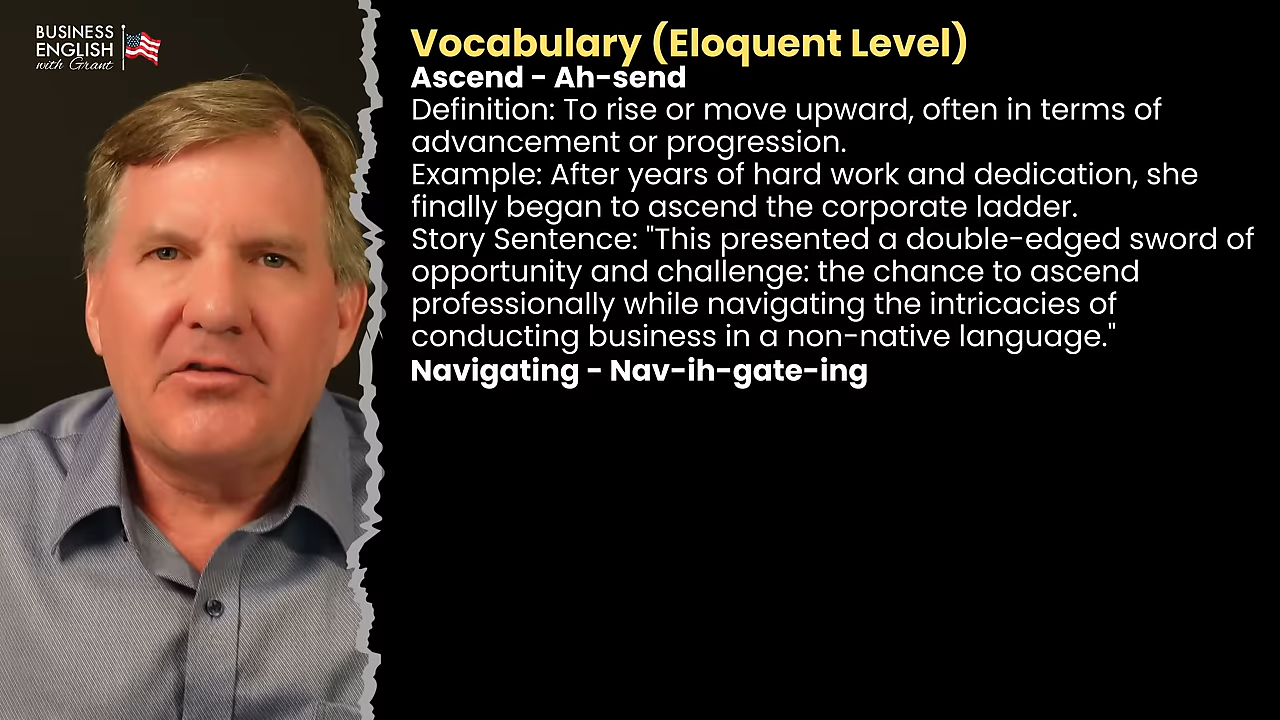 BUSINESS
ENGLISH
with Grant
Vocabulary (Eloquent Level)
Ascend - Ah-send
Definition: To rise or move upward, often in terms of
advancement or progression.
Example: After years of hard work and dedication, she
finally began to ascend the corporate ladder.
Story Sentence: "This presented a double-edged sword of
opportunity and challenge: the chance to ascend
professionally while navigating the intricacies of
conducting business in a non-native language."
Navigating - Nav-ih-gate-ing